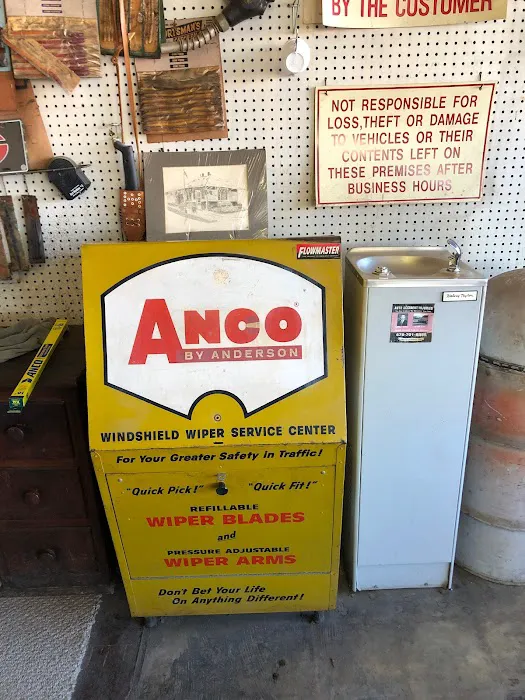 BY THE CUSTOMER
NOT RESPONSIBLE FOR
LOSS,THEFT OR DAMAGE
TO VEHICLES OR THEIR
CONTENTS LEFT ON
THESE PREMISES AFTER
BUSINESS HOURS
FLOWMASTER
ANCO
BY ANDERSON
WINDSHIELD WIPER SERVICE CENTER
For Your Greater Safety in Traffic!
"Quick Pick!" "Quick Fit!"
REFILLABLE
WIPER BLADES
and
PRESSURE ADJUSTABLE
WIPER ARMS
Don't Bet Your Life
On Anything Different!
ANCO